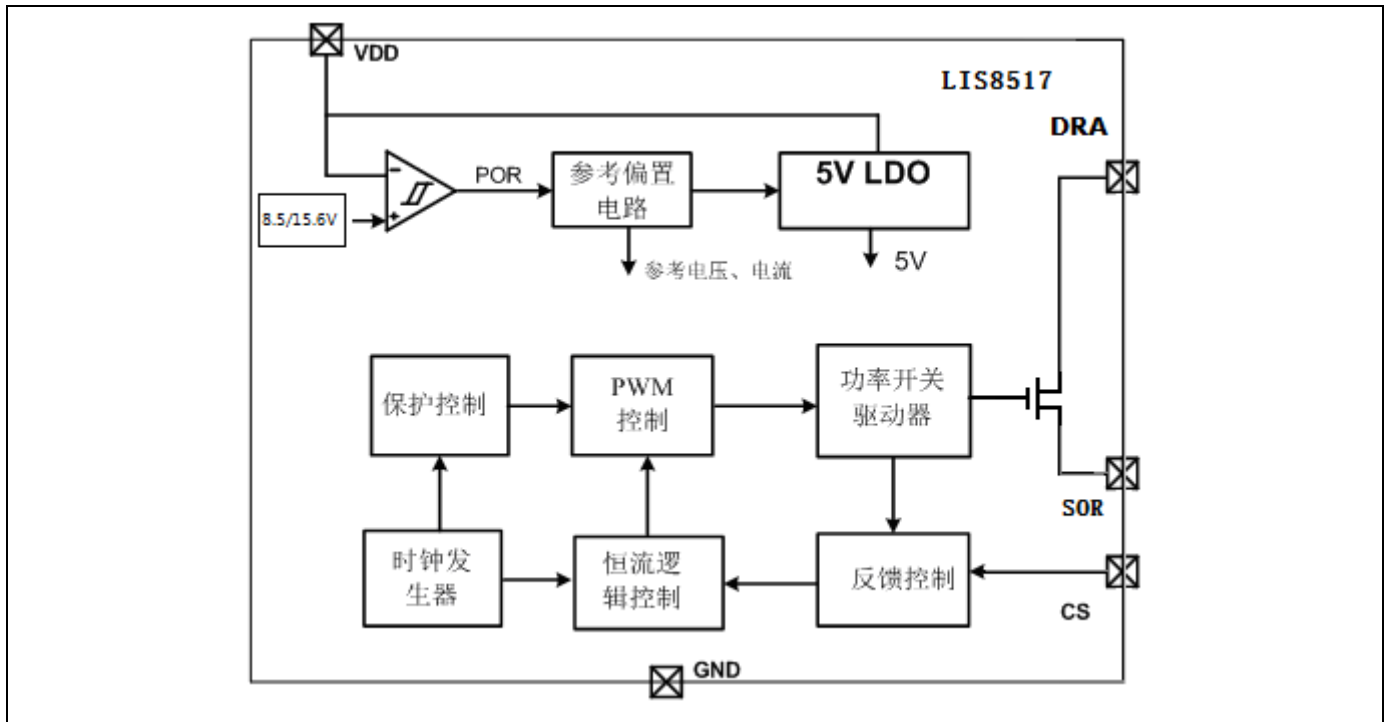 VDD
LIS8517
DRA
POR
参考偏置
电路
5V LDO
8.5/15.6V
-
+
参考电压、电流
5V
保护控制
PWM
控制
功率开关
驱动器
SOR
时钟发
生器
恒流逻
辑控制
反馈控制
CS
GND